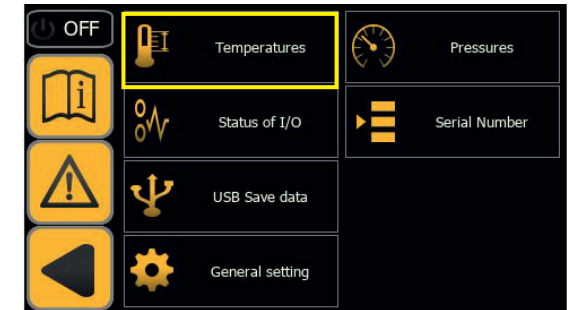 OFF
Temperatures
Pressures
i
Status of I/O
Serial Number
USB Save data
General setting